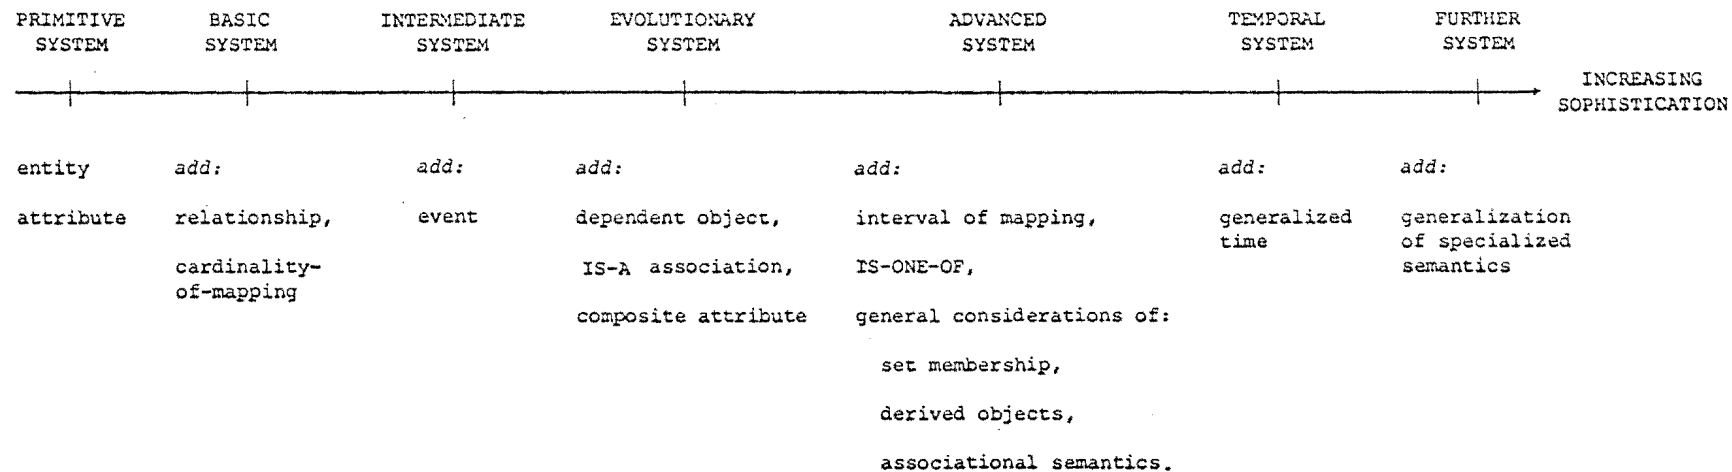 PRIMITIVE SYSTEM
BASIC SYSTEM
INTERMEDIATE SYSTEM
EVOLUTIONARY SYSTEM
ADVANCED SYSTEM
TEMPORAL SYSTEM
FURTHER SYSTEM
INCREASING
SOPHISTICATION
entity
attribute
add:
relationship,
cardinality-
of-mapping
add:
event
add:
dependent object,
IS-A association,
composite attribute
add:
interval of mapping,
IS-ONE-OF,
general considerations of:
set membership,
derived objects,
associational semantics.
add:
generalized
time
add:
generalization
of specialized
semantics